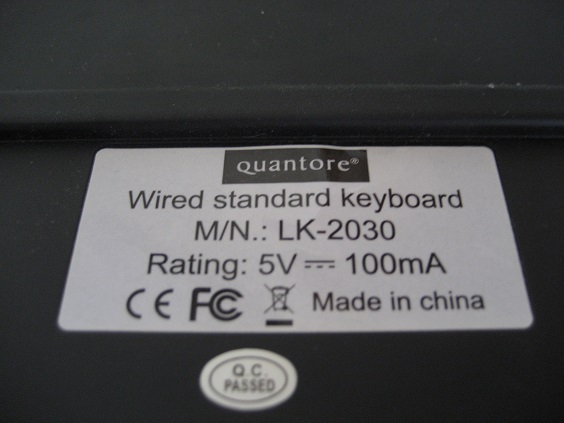 quantore®
Wired standard keyboard
M/N.: LK-2030
Rating: 5V ⎓ 100mA
CE FC Made in china
Q.C.
PASSED